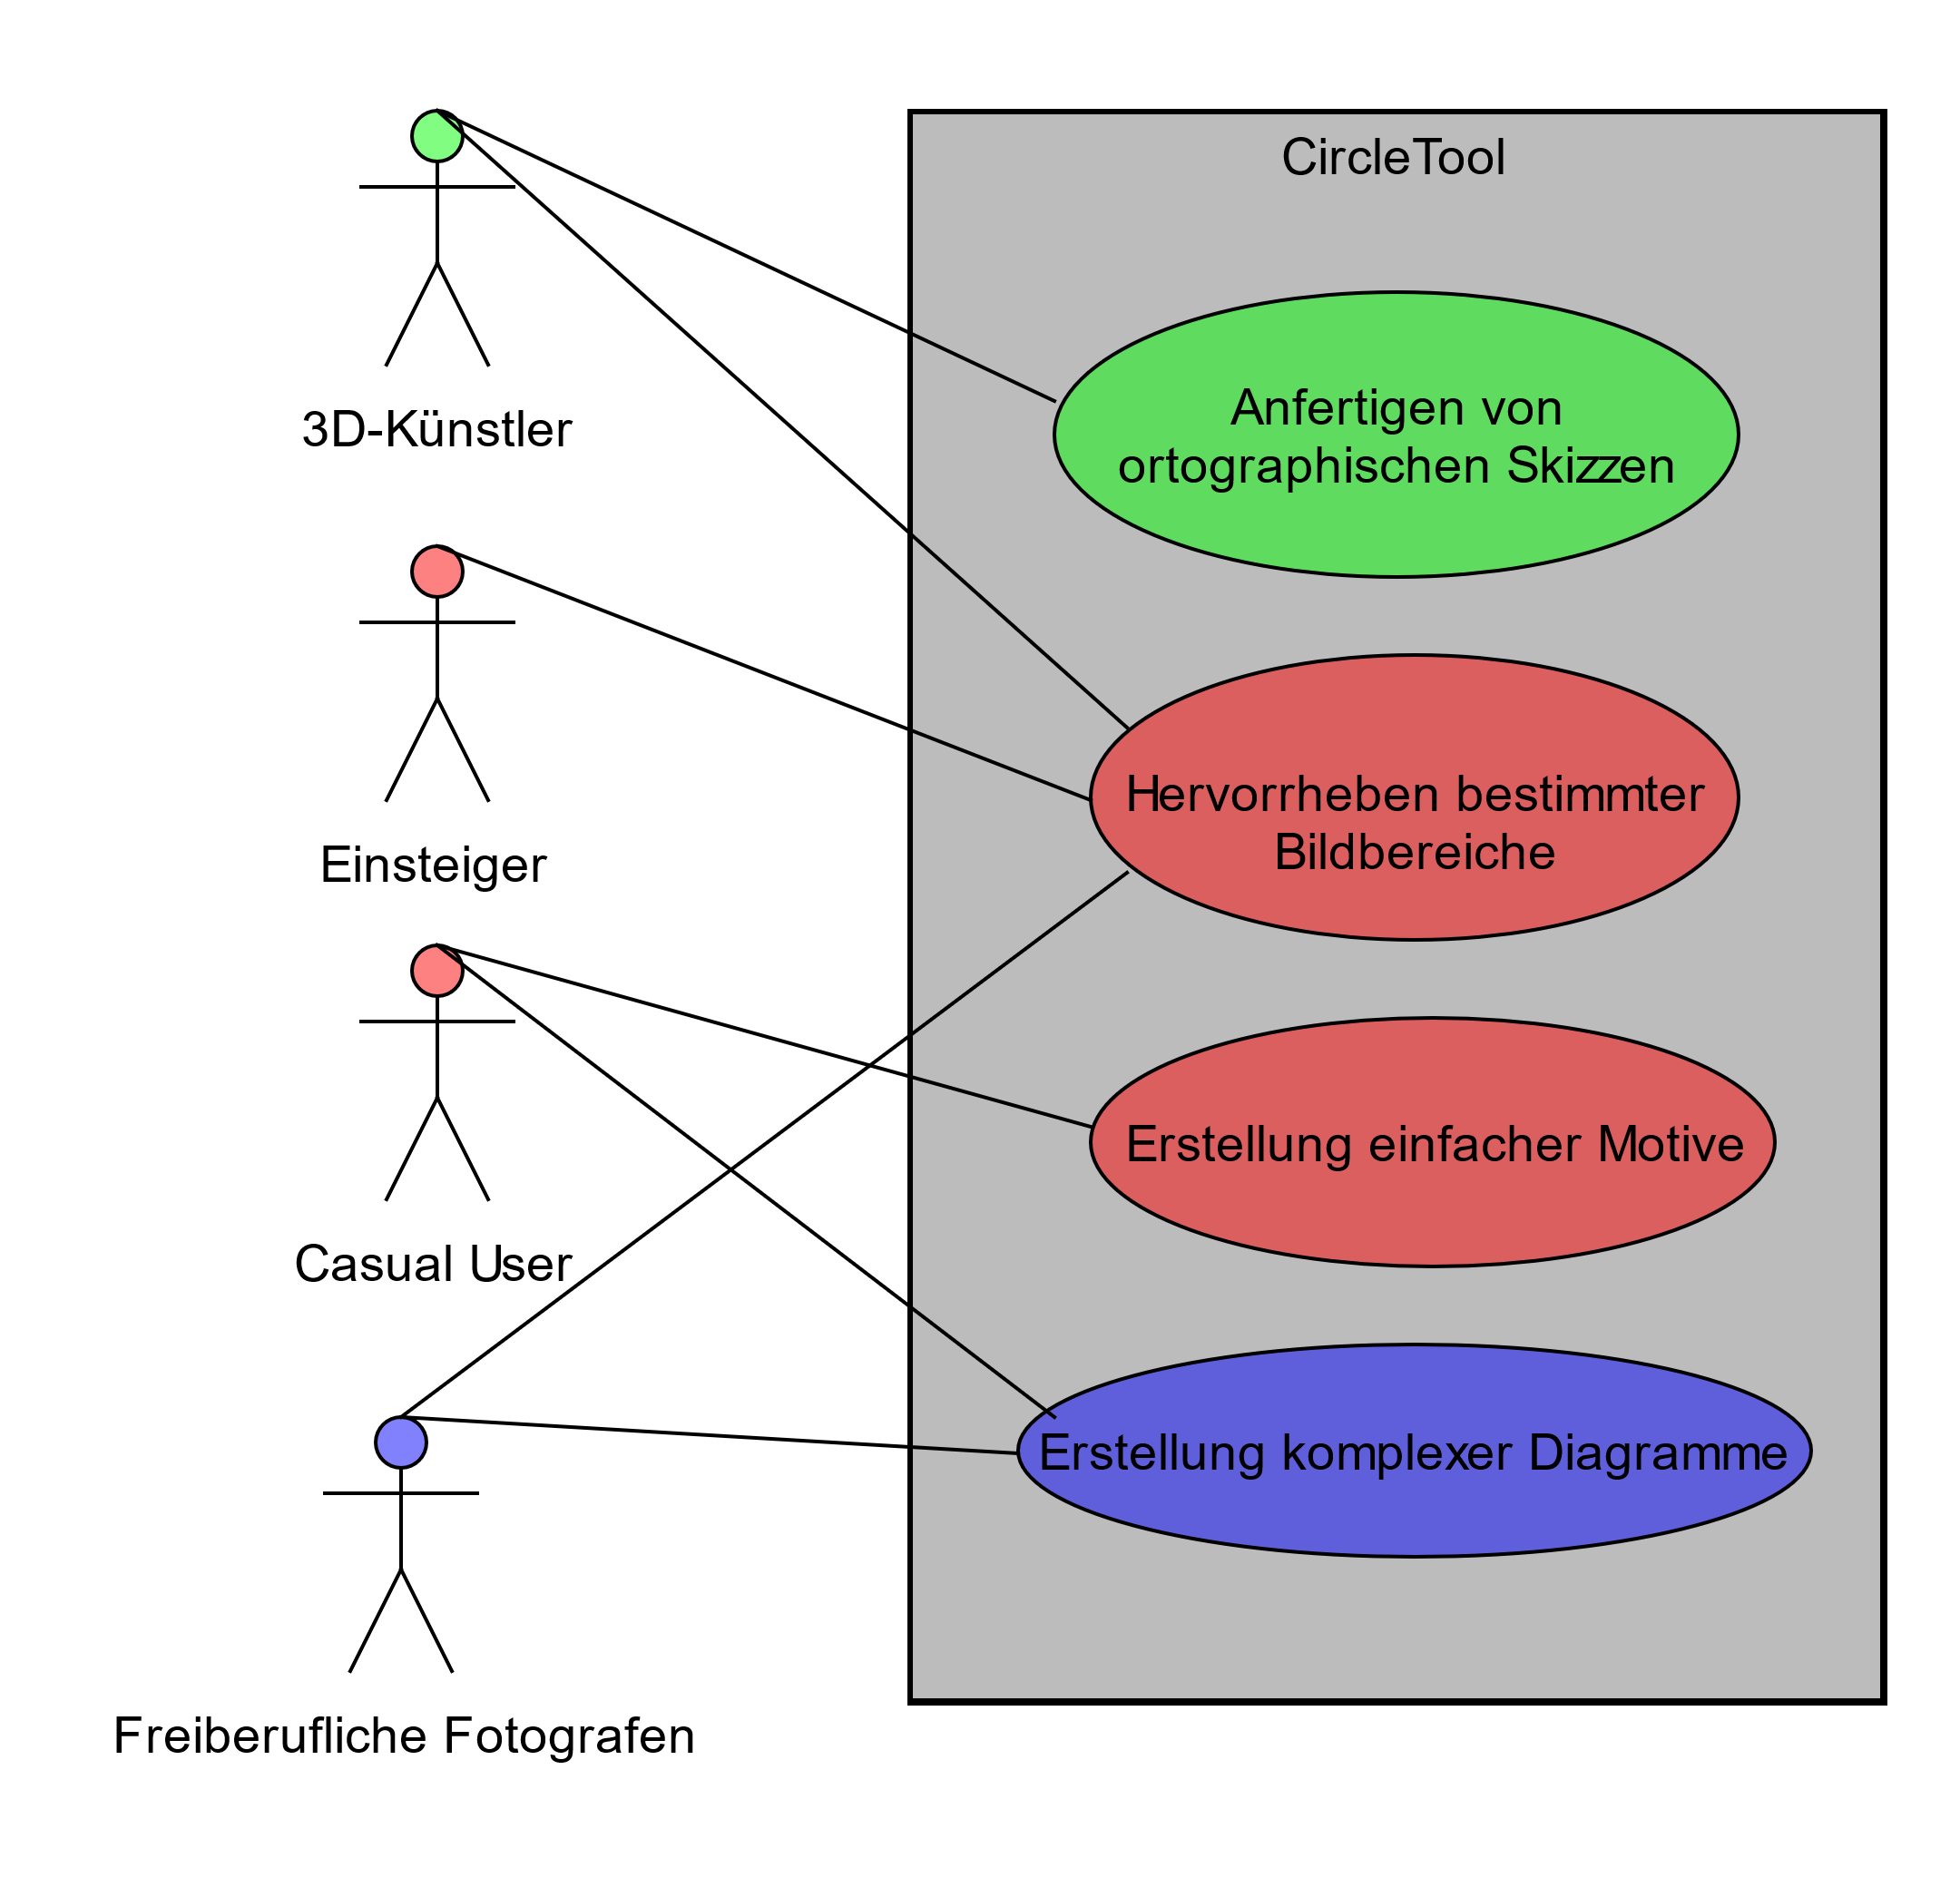 CircleTool
3D-Künstler
Anfertigen von
ortographischen Skizzen
Einsteiger
Hervorrheben bestimmter
Bildbereiche
Casual User
Erstellung einfacher Motive
Freiberufliche Fotografen
Erstellung komplexer Diagramme